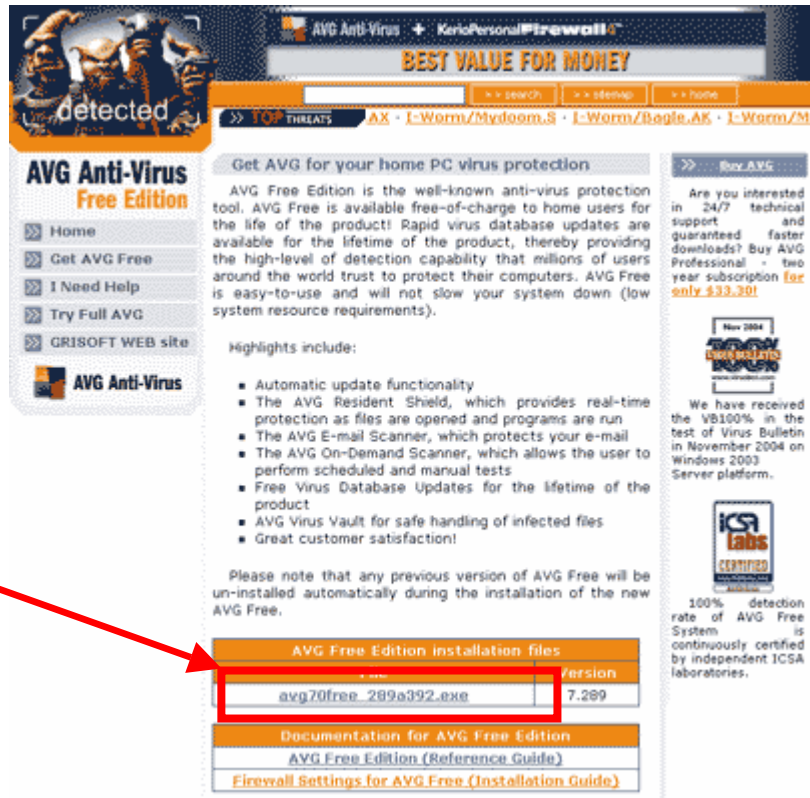 AVG Anti-Virus + KerioPersonalFirewall4
BEST VALUE FOR MONEY
detected
>> search
>> sitemap
>> home
TOP THREATS
AX · I-Worm/Mydoom.S · I-Worm/Bagle.AK · I-Worm/M
AVG Anti-Virus
Free Edition
Home
Get AVG Free
I Need Help
Try Full AVG
GRISOFT WEB site
AVG Anti-Virus
Get AVG for your home PC virus protection
AVG Free Edition is the well-known anti-virus protection
tool. AVG Free is available free-of-charge to home users for
the life of the product! Rapid virus database updates are
available for the lifetime of the product, thereby providing
the high-level of detection capability that millions of users
around the world trust to protect their computers. AVG Free
is easy-to-use and will not slow your system down (low
system resource requirements).
Highlights include:
Automatic update functionality
The AVG Resident Shield, which provides real-time
protection as files are opened and programs are run
The AVG E-mail Scanner, which protects your e-mail
The AVG On-Demand Scanner, which allows the user to
perform scheduled and manual tests
Free Virus Database Updates for the lifetime of the
product
AVG Virus Vault for safe handling of infected files
Great customer satisfaction!
Please note that any previous version of AVG Free will be
un-installed automatically during the installation of the new
AVG Free.
AVG Free Edition installation files
Version
avg70free_289a392.exe
7.289
Documentation for AVG Free Edition
AVG Free Edition (Reference Guide)
Firewall Settings for AVG Free (Installation Guide)
Buy AVG
Are you interested
in 24/7 technical
support and
guaranteed faster
downloads? Buy AVG
Professional - two
year subscription for
only $33.30!
Nov 2004
100%
VIRUS BULLETIN
www.virusbtn.com
We have received
the VB100% in the
test of Virus Bulletin
in November 2004 on
Windows 2003
Server platform.
ICSA
labs
CERTIFIED
100% detection
rate of AVG Free
System is
continuously certified
by independent ICSA
laboratories.